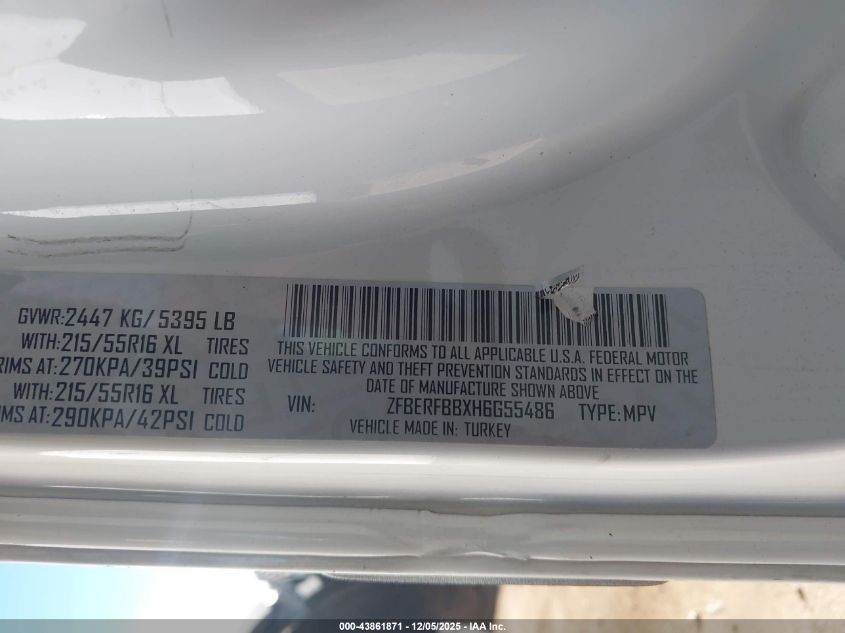 GVWR:2447 KG/ 5395 LB
WITH:215/55R16 XL TIRES
RIMS AT:270KPA/39PSI COLD
WITH:215/55R16 XL TIRES
RIMS AT:290KPA/42PSI COLD
THIS VEHICLE CONFORMS TO ALL APPLICABLE U.S.A. FEDERAL MOTOR
VEHICLE SAFETY AND THEFT PREVENTION STANDARDS IN EFFECT ON THE
DATE OF MANUFACTURE SHOWN ABOVE
VIN: ZFBERFBBXH6G55486 TYPE:MPV
VEHICLE MADE IN: TURKEY
000-43861871 - 12/05/2025 - IAA Inc.